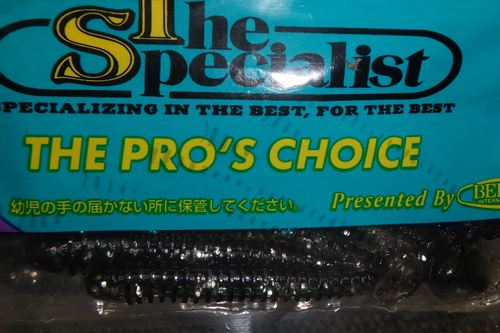 The
Specialist
SPECIALIZING IN THE BEST, FOR THE BEST
THE PRO'S CHOICE
幼児の手の届かない所に保管してください。
Presented By